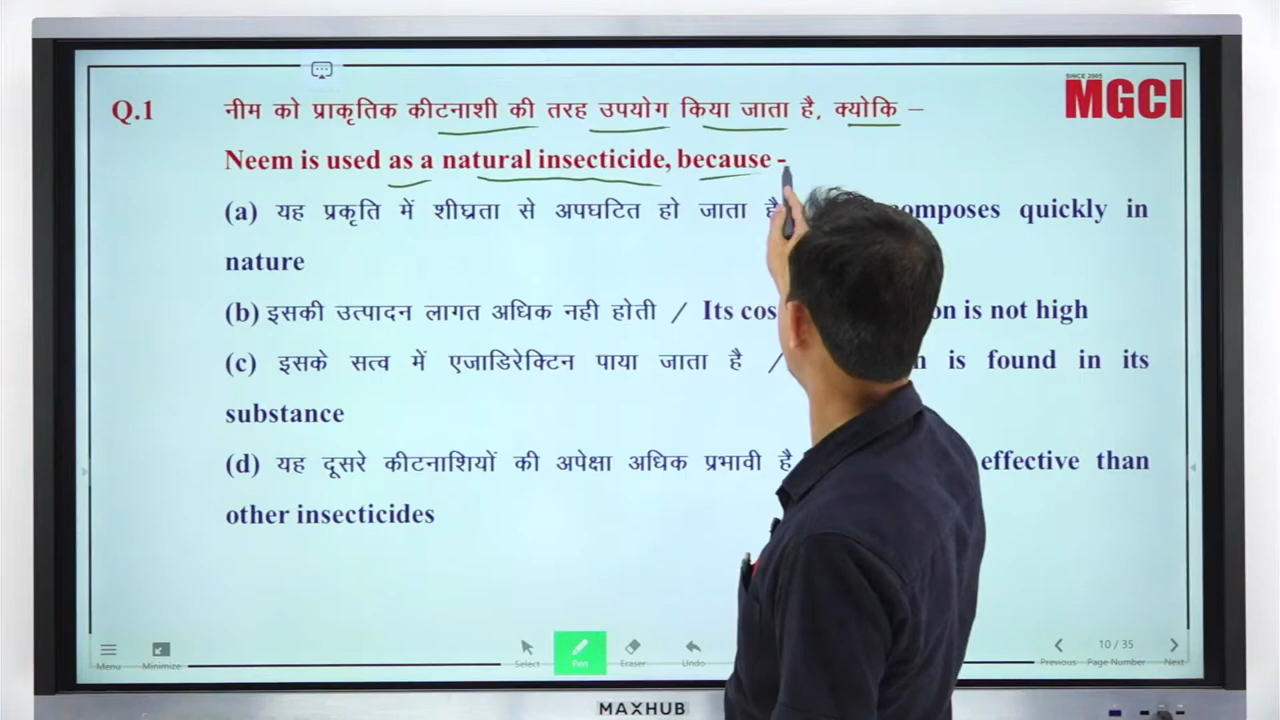 SINCE 2005
MGCI
Q.1 नीम को प्राकृतिक कीटनाशी की तरह उपयोग किया जाता है, क्योकि –
Neem is used as a natural insecticide, because -
(a) यह प्रकृति में शीघ्रता से अपघटित हो जाता है composes quickly in
nature
(b) इसकी उत्पादन लागत अधिक नही होती / Its cos on is not high
(c) इसके सत्व में एजाडिरेक्टिन पाया जाता है / is found in its
substance
(d) यह दूसरे कीटनाशियों की अपेक्षा अधिक प्रभावी है effective than
other insecticides
Menu Minimize Select Pen Eraser Undo 10 / 35 Previous Page Number Next
MAXHUB